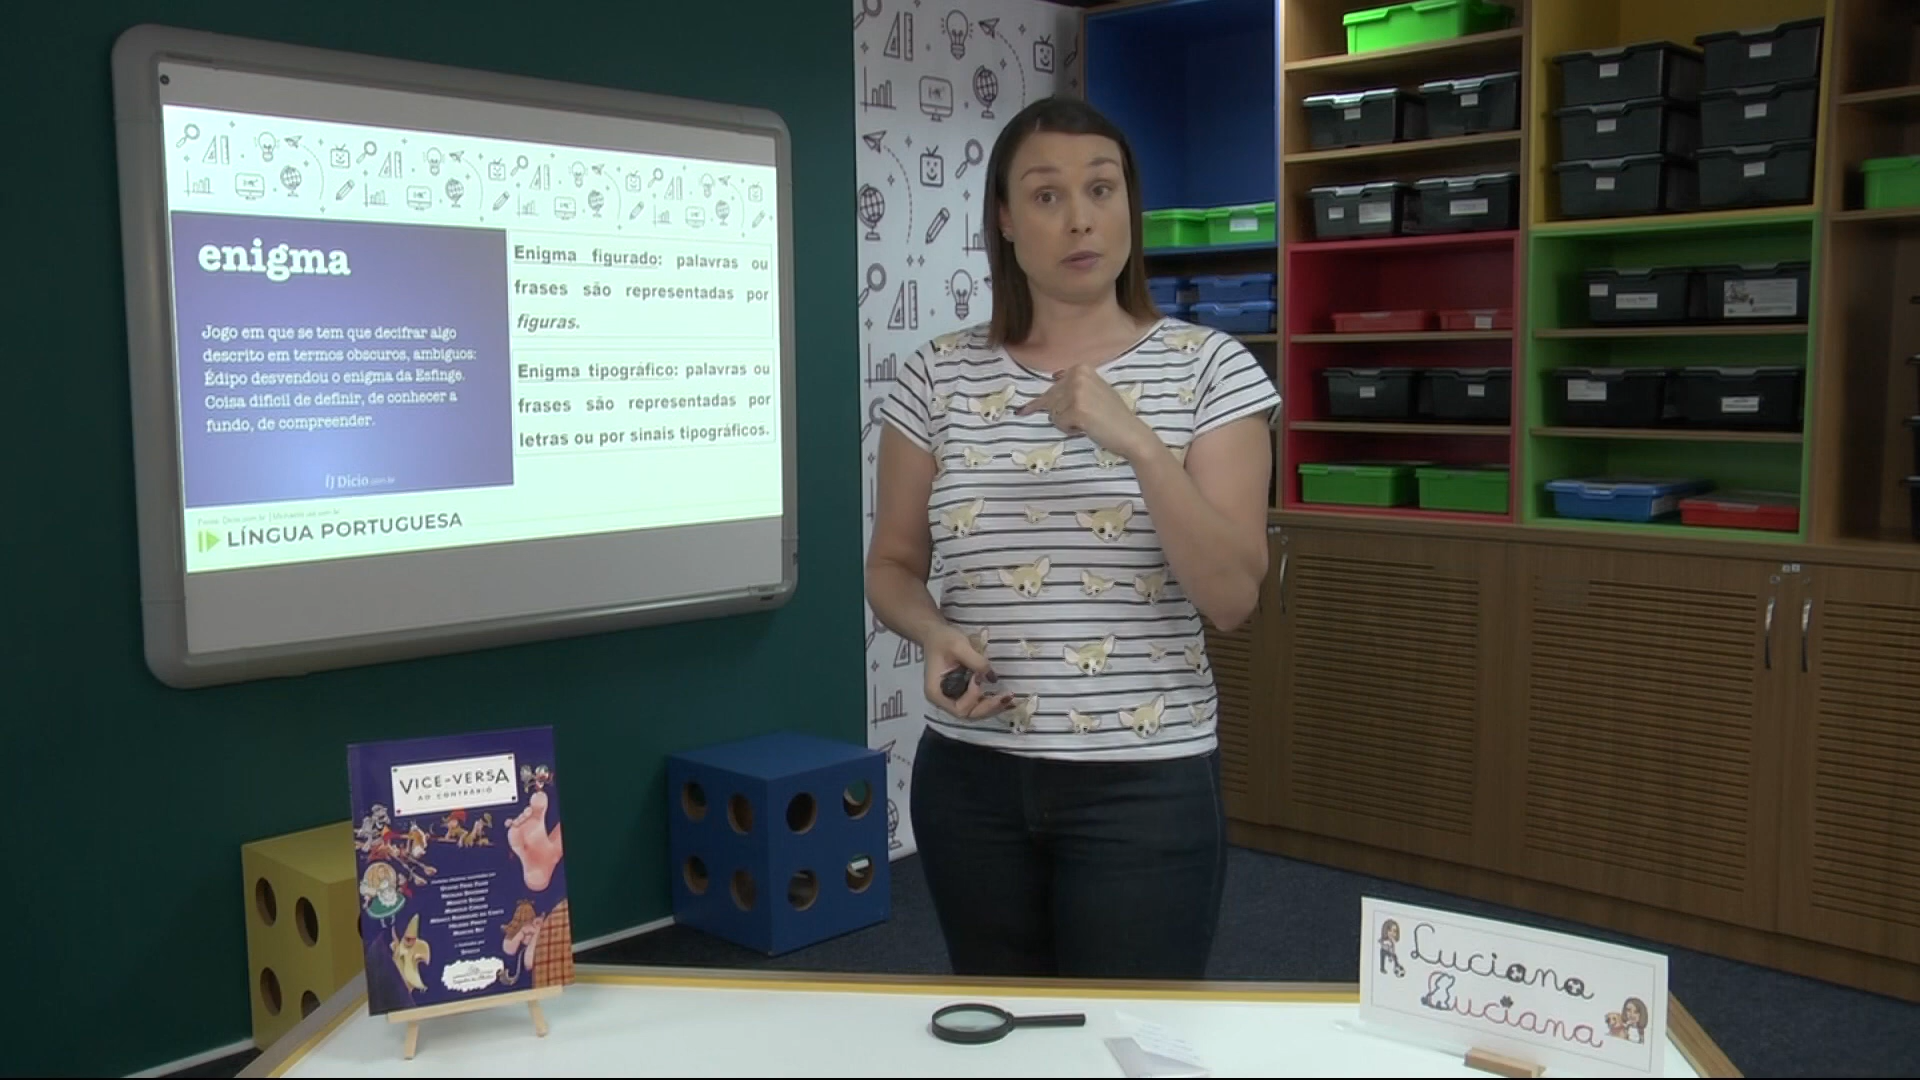 enigma
Jogo em que se tem que decifrar algo
descrito em termos obscuros, ambíguos:
Édipo desvendou o enigma da Esfinge.
Coisa difícil de definir, de conhecer a
fundo, de compreender.
Dicio.com.br
Enigma figurado: palavras ou
frases são representadas por
figuras.
Enigma tipográfico: palavras ou
frases são representadas por
letras ou por sinais tipográficos.
LÍNGUA PORTUGUESA
VICE-VERSA
AO CONTRÁRIO
Luciana
Luciana